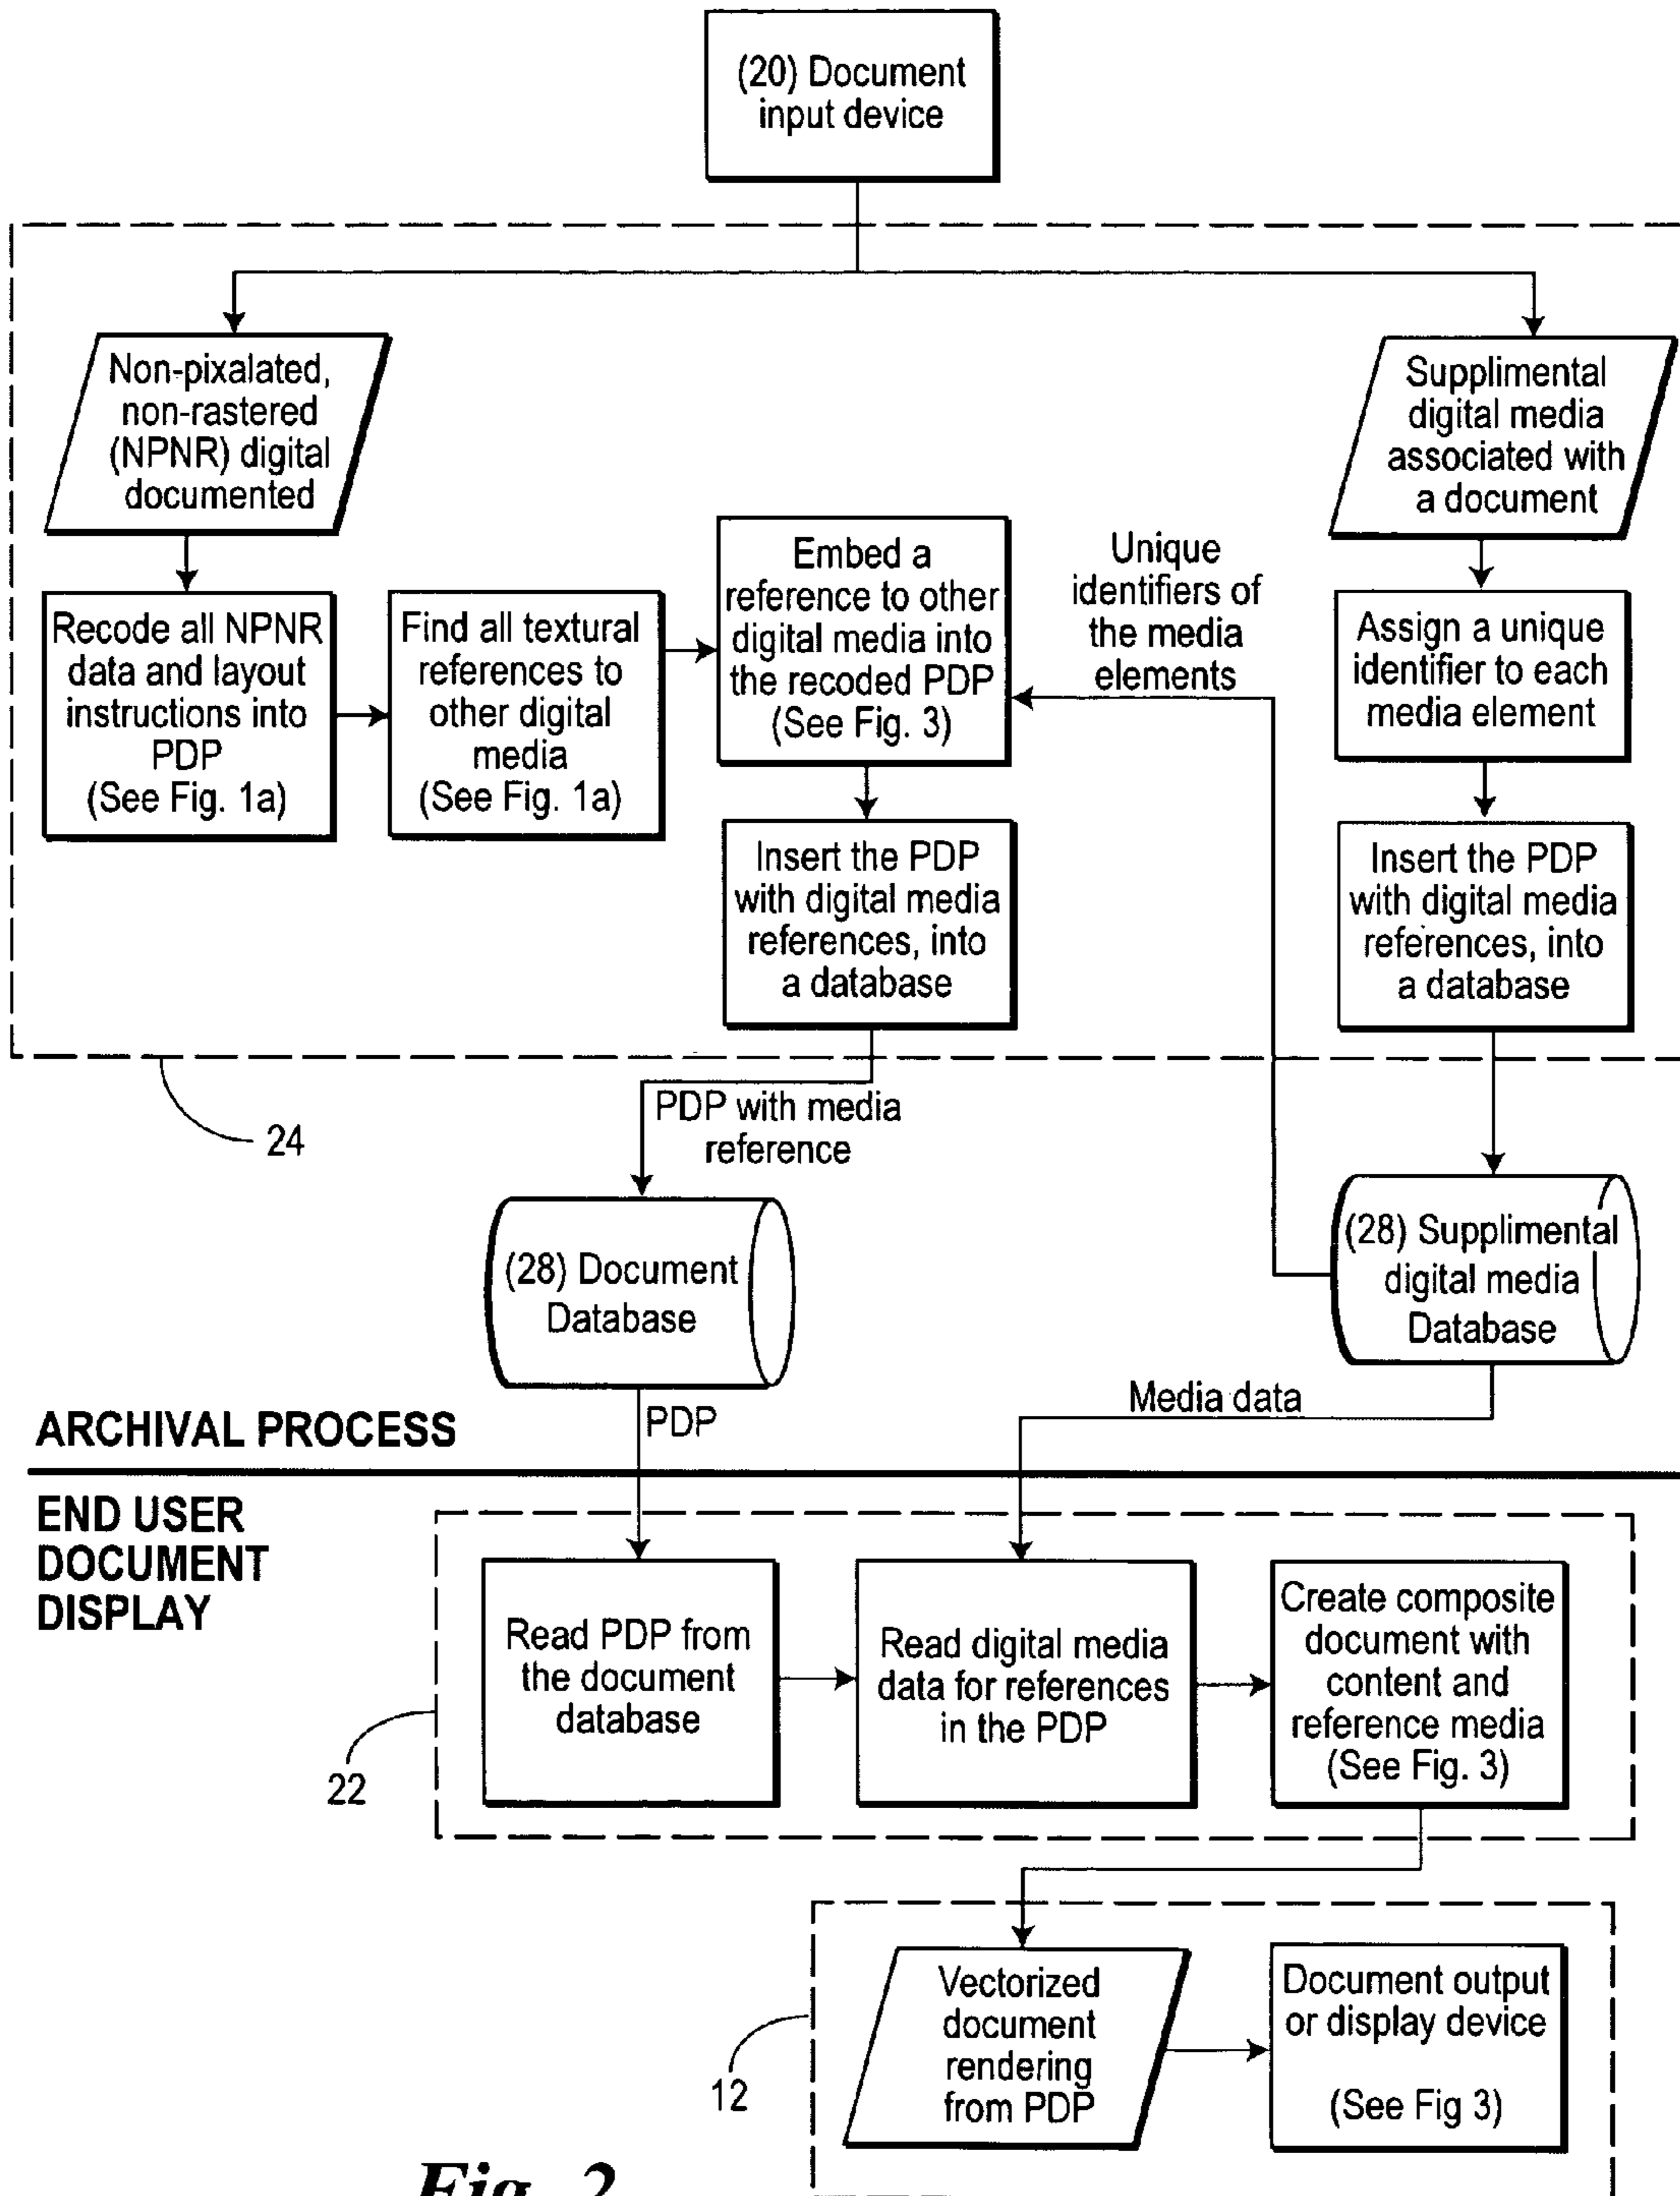 (20) Document
input device
Non-pixalated,
non-rastered
(NPNR) digital
documented
Supplimental
digital media
associated with
a document
Recode all NPNR
data and layout
instructions into
PDP
(See Fig. 1a)
Find all textural
references to
other digital
media
(See Fig. 1a)
Embed a
reference to other
digital media into
the recoded PDP
(See Fig. 3)
Unique
identifiers of
the media
elements
Assign a unique
identifier to each
media element
Insert the PDP
with digital media
references, into
a database
Insert the PDP
with digital media
references, into
a database
24
PDP with media
reference
(28) Document
Database
(28) Supplimental
digital media
Database
PDP
Media data
ARCHIVAL PROCESS
END USER
DOCUMENT
DISPLAY
Read PDP from
the document
database
Read digital media
data for references
in the PDP
Create composite
document with
content and
reference media
(See Fig. 3)
22
Vectorized
document
rendering
from PDP
Document output
or display device
(See Fig 3)
12
Fig. 2